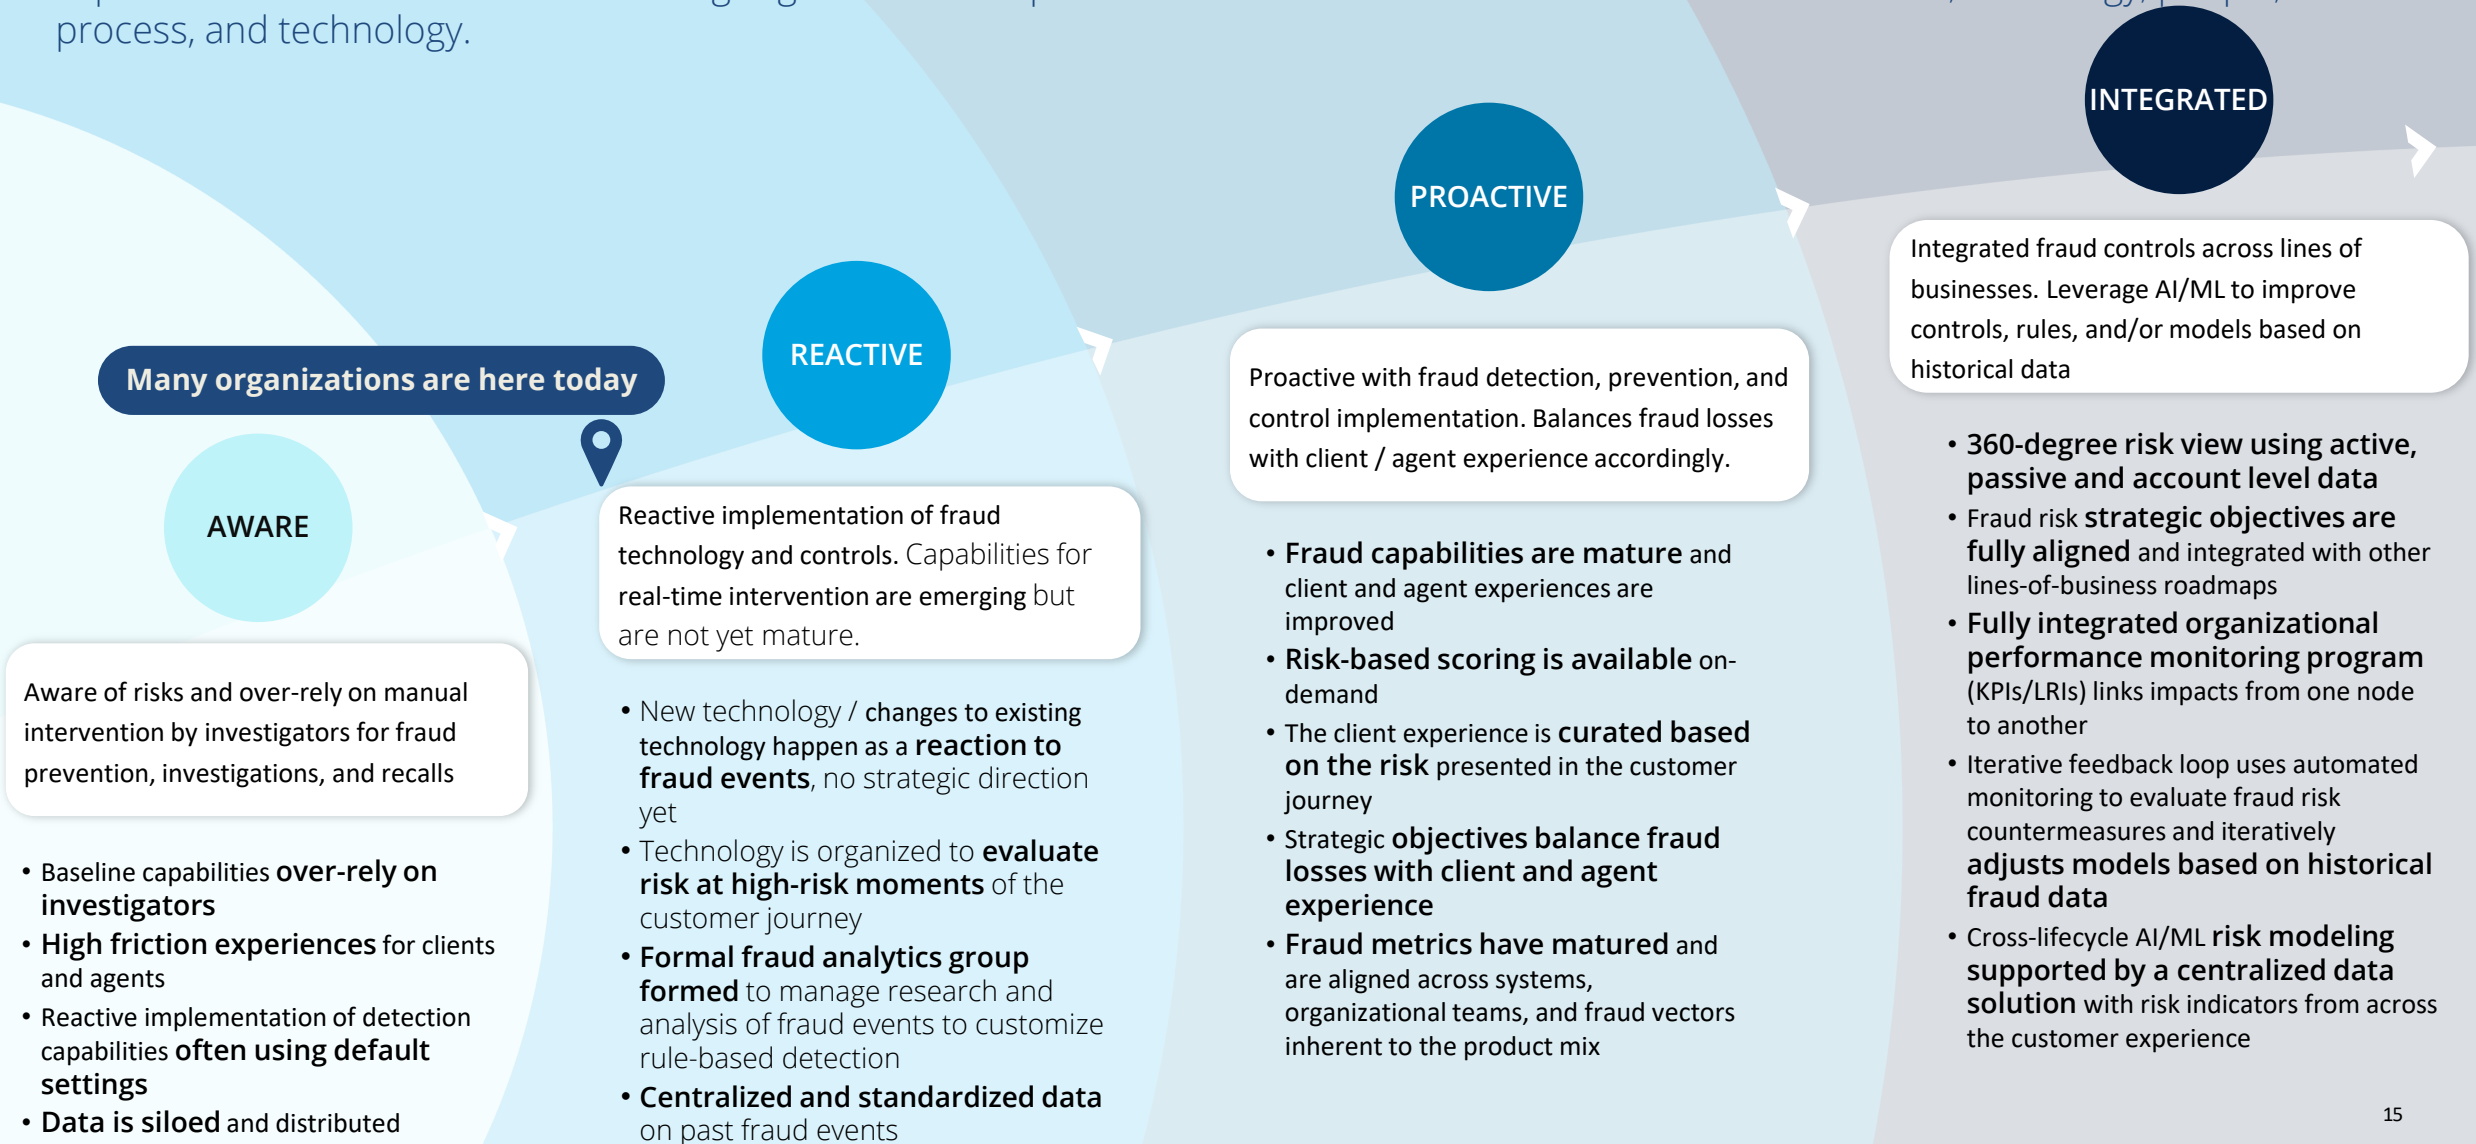 process, and technology.
Many organizations are here today
AWARE
Aware of risks and over-rely on manual
intervention by investigators for fraud
prevention, investigations, and recalls
• Baseline capabilities over-rely on
investigators
• High friction experiences for clients
and agents
• Reactive implementation of detection
capabilities often using default
settings
• Data is siloed and distributed
REACTIVE
Reactive implementation of fraud
technology and controls. Capabilities for
real-time intervention are emerging but
are not yet mature.
• New technology / changes to existing
technology happen as a reaction to
fraud events, no strategic direction
yet
• Technology is organized to evaluate
risk at high-risk moments of the
customer journey
• Formal fraud analytics group
formed to manage research and
analysis of fraud events to customize
rule-based detection
• Centralized and standardized data
on past fraud events
PROACTIVE
Proactive with fraud detection, prevention, and
control implementation. Balances fraud losses
with client / agent experience accordingly.
• Fraud capabilities are mature and
client and agent experiences are
improved
• Risk-based scoring is available on-
demand
• The client experience is curated based
on the risk presented in the customer
journey
• Strategic objectives balance fraud
losses with client and agent
experience
• Fraud metrics have matured and
are aligned across systems,
organizational teams, and fraud vectors
inherent to the product mix
INTEGRATED
Integrated fraud controls across lines of
businesses. Leverage AI/ML to improve
controls, rules, and/or models based on
historical data
• 360-degree risk view using active,
passive and account level data
• Fraud risk strategic objectives are
fully aligned and integrated with other
lines-of-business roadmaps
• Fully integrated organizational
performance monitoring program
(KPIs/LRIs) links impacts from one node
to another
• Iterative feedback loop uses automated
monitoring to evaluate fraud risk
countermeasures and iteratively
adjusts models based on historical
fraud data
• Cross-lifecycle AI/ML risk modeling
supported by a centralized data
solution with risk indicators from across
the customer experience
15